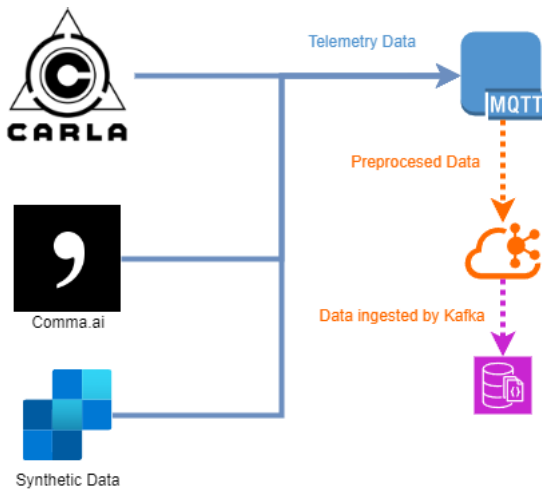 Telemetry Data
CARLA
MQTT
Preprocesed Data
Comma.ai
Data ingested by Kafka
Synthetic Data